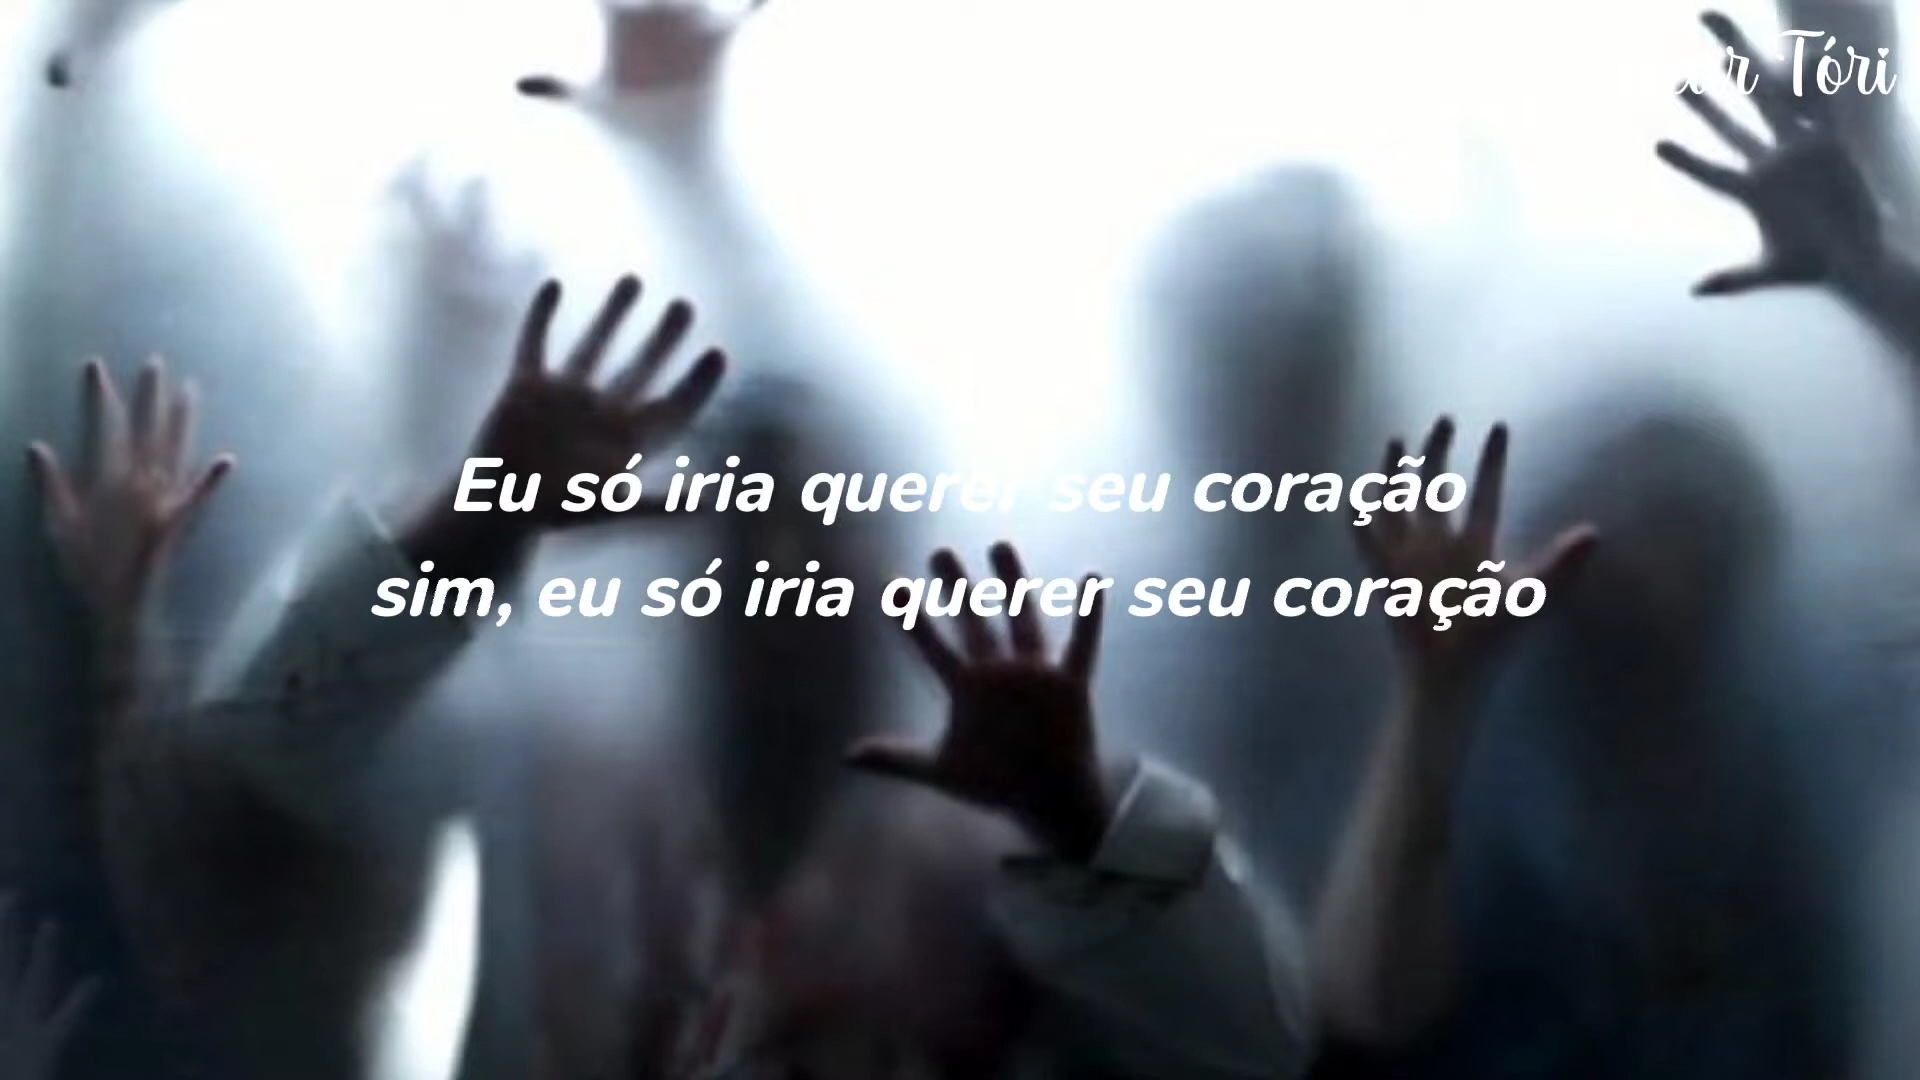 Tóri
Eu só iria querer seu coração
sim, eu só iria querer seu coração